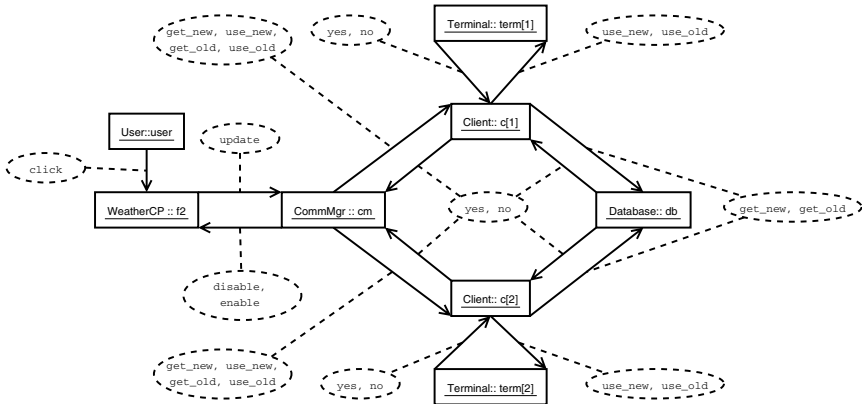 get_new, use_new,
get_old, use_old
yes, no
Terminal:: term[1]
use_new, use_old
Client:: c[1]
User::user
update
click
WeatherCP :: f2
CommMgr :: cm
yes, no
Database:: db
get_new, get_old
disable,
enable
Client:: c[2]
get_new, use_new,
get_old, use_old
yes, no
Terminal:: term[2]
use_new, use_old